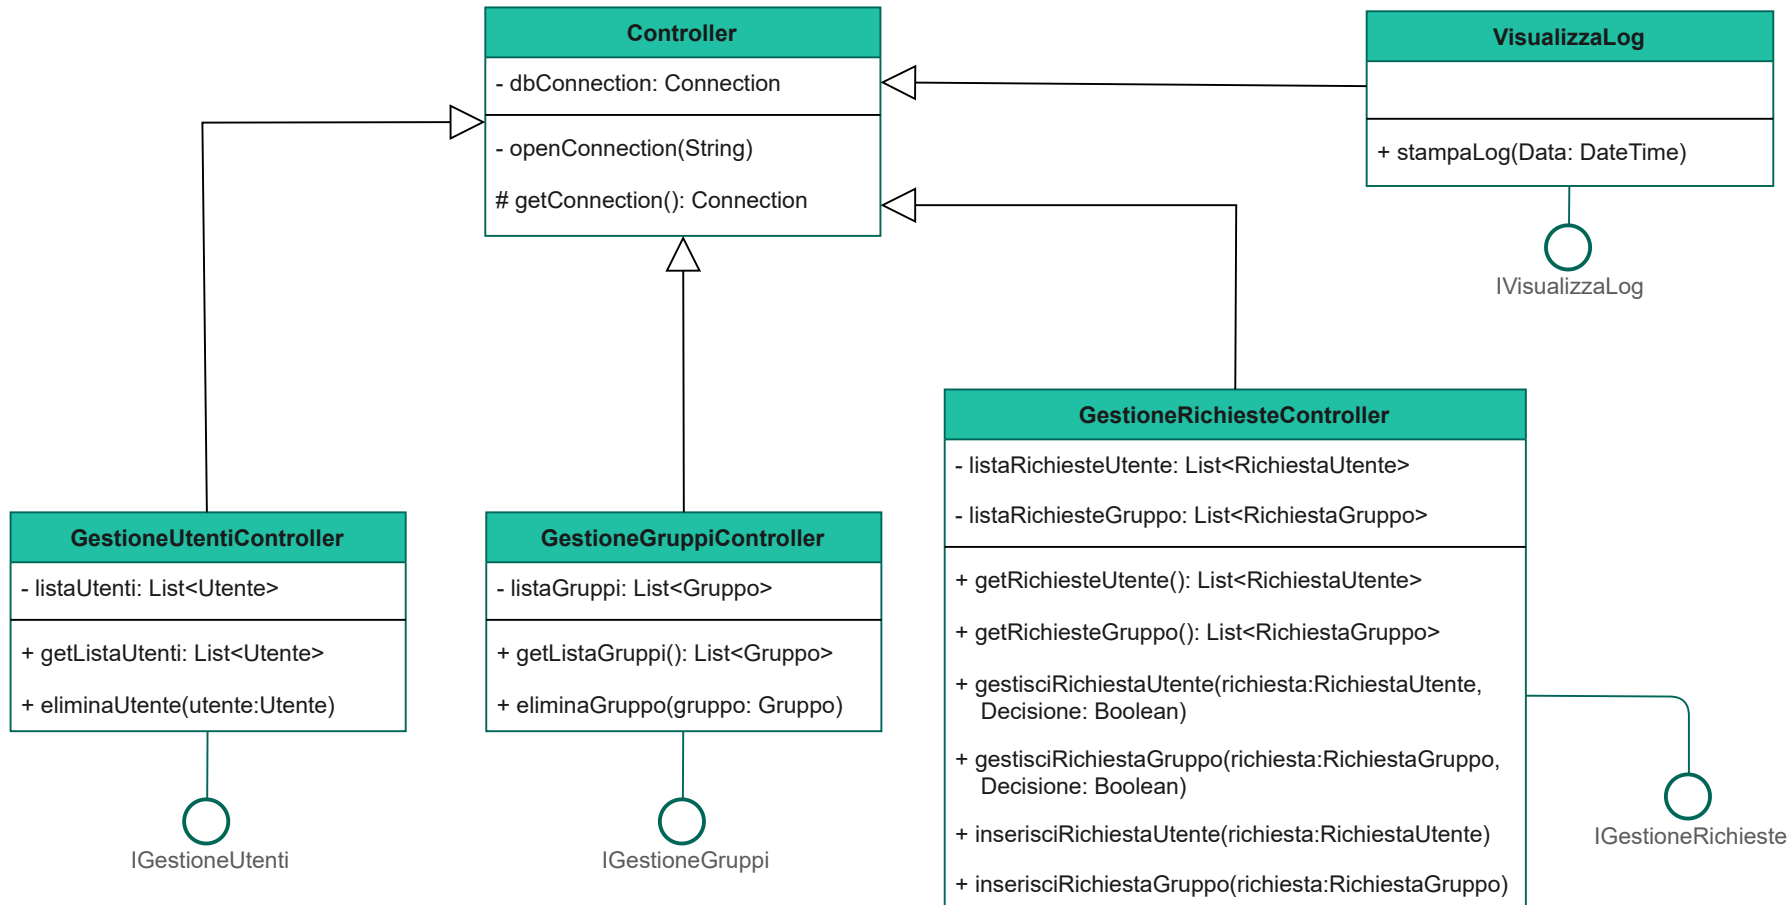 Controller
- dbConnection: Connection
- openConnection(String)
# getConnection(): Connection
VisualizzaLog
+ stampaLog(Data: DateTime)
IVisualizzaLog
GestioneUtentiController
- listaUtenti: List<Utente>
+ getListaUtenti: List<Utente>
+ eliminaUtente(utente:Utente)
IGestioneUtenti
GestioneGruppiController
- listaGruppi: List<Gruppo>
+ getListaGruppi(): List<Gruppo>
+ eliminaGruppo(gruppo: Gruppo)
IGestioneGruppi
GestioneRichiesteController
- listaRichiesteUtente: List<RichiestaUtente>
- listaRichiesteGruppo: List<RichiestaGruppo>
+ getRichiesteUtente(): List<RichiestaUtente>
+ getRichiesteGruppo(): List<RichiestaGruppo>
+ gestisciRichiestaUtente(richiesta:RichiestaUtente,
Decisione: Boolean)
+ gestisciRichiestaGruppo(richiesta:RichiestaGruppo,
Decisione: Boolean)
+ inserisciRichiestaUtente(richiesta:RichiestaUtente)
+ inserisciRichiestaGruppo(richiesta:RichiestaGruppo)
IGestioneRichieste